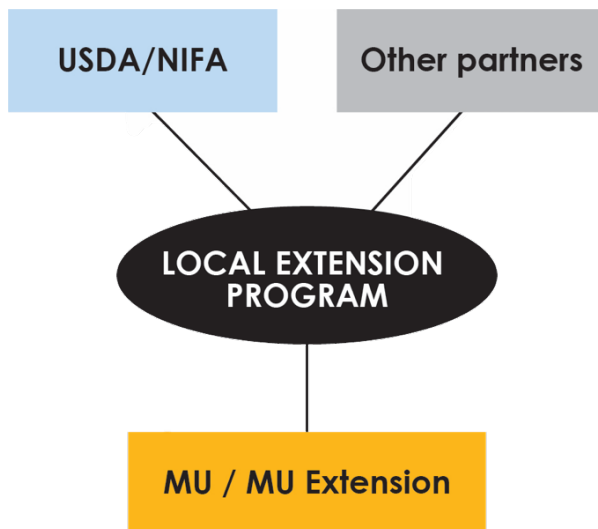 USDA/NIFA
Other partners
LOCAL EXTENSION
PROGRAM
MU / MU Extension